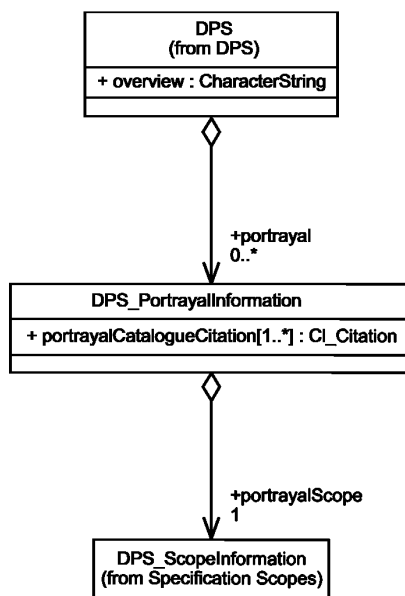 DPS
(from DPS)
+ overview : CharacterString
+portrayal
0..*
DPS_PortrayalInformation
+ portrayalCatalogueCitation[1..*] : CI_Citation
+portrayalScope
1
DPS_ScopeInformation
(from Specification Scopes)